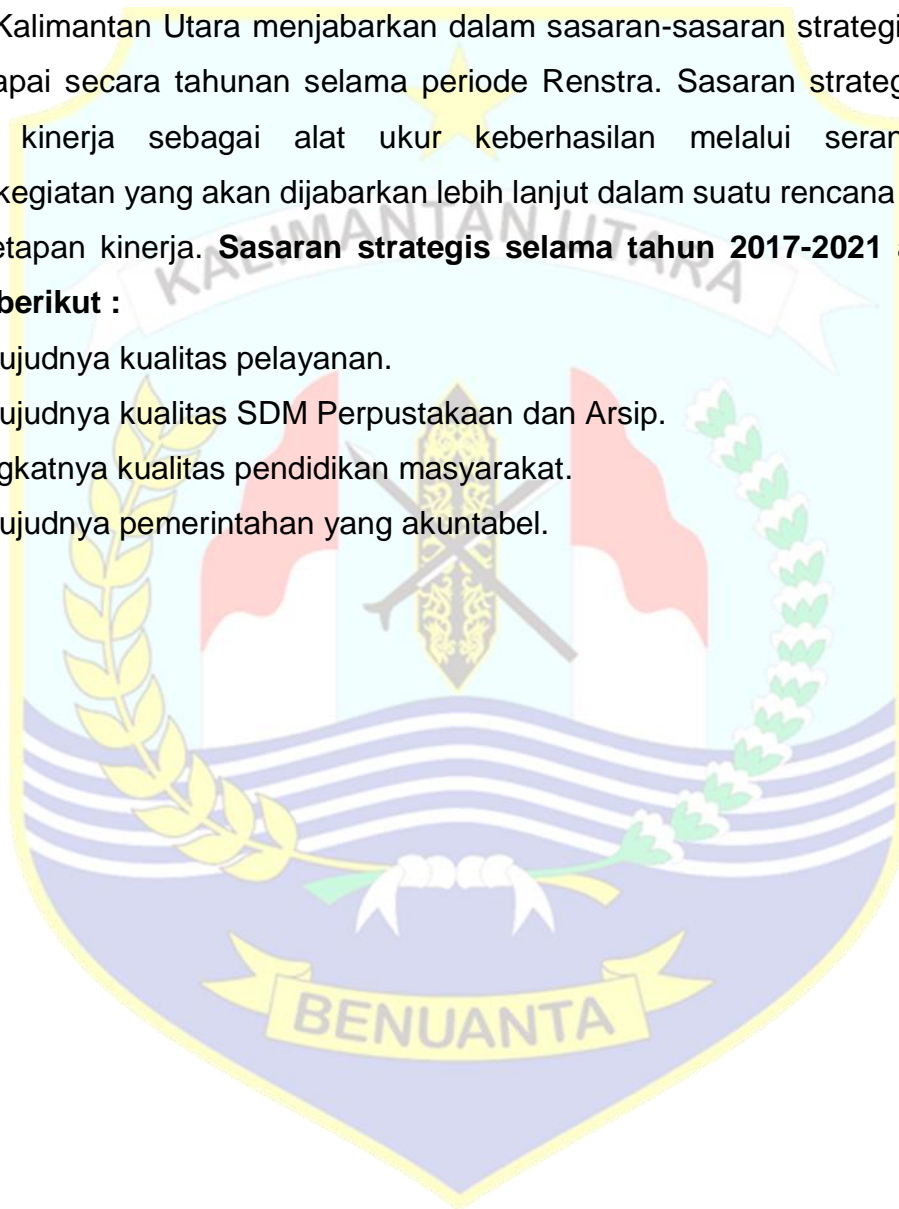 Kalimantan Utara menjabarkan dalam sasaran-sasaran strategi
apai secara tahunan selama periode Renstra. Sasaran strateg
kinerja sebagai alat ukur keberhasilan melalui seran
kegiatan yang akan dijabarkan lebih lanjut dalam suatu rencana
etapan kinerja. Sasaran strategis selama tahun 2017-2021 a
berikut :
ujudnya kualitas pelayanan.
ujudnya kualitas SDM Perpustakaan dan Arsip.
gkatnya kualitas pendidikan masyarakat.
ujudnya pemerintahan yang akuntabel.
KALIMANTAN UTARA
BENUANTA